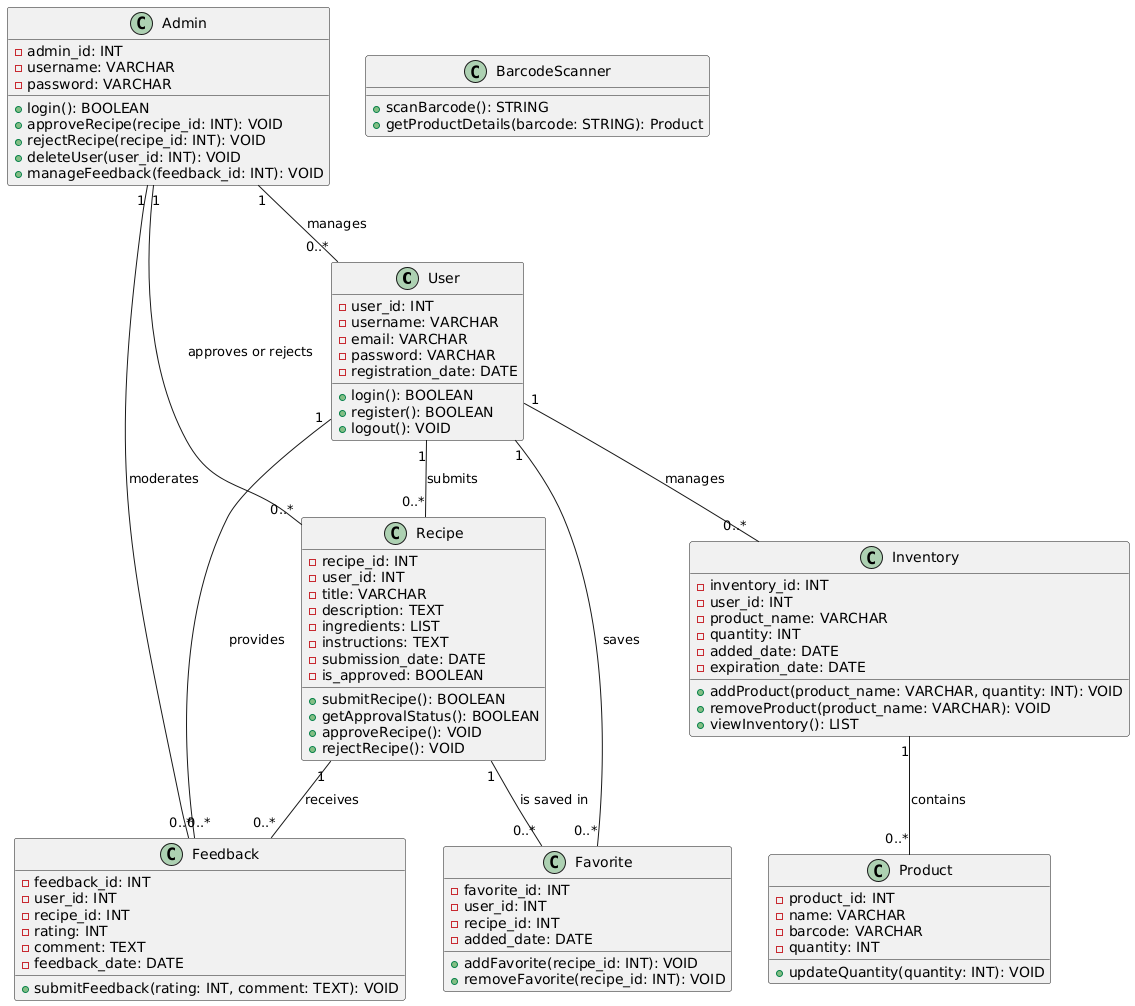 C Admin
admin_id: INT
username: VARCHAR
password: VARCHAR
login(): BOOLEAN
approveRecipe(recipe_id: INT): VOID
rejectRecipe(recipe_id: INT): VOID
deleteUser(user_id: INT): VOID
manageFeedback(feedback_id: INT): VOID
C BarcodeScanner
scanBarcode(): STRING
getProductDetails(barcode: STRING): Product
1
1
1
manages
0..*
C User
user_id: INT
username: VARCHAR
email: VARCHAR
password: VARCHAR
registration_date: DATE
login(): BOOLEAN
register(): BOOLEAN
logout(): VOID
approves or rejects
1
1
1
1
moderates
submits
manages
0..*
0..*
0..*
C Recipe
recipe_id: INT
user_id: INT
title: VARCHAR
description: TEXT
ingredients: LIST
instructions: TEXT
submission_date: DATE
is_approved: BOOLEAN
submitRecipe(): BOOLEAN
getApprovalStatus(): BOOLEAN
approveRecipe(): VOID
rejectRecipe(): VOID
C Inventory
inventory_id: INT
user_id: INT
product_name: VARCHAR
quantity: INT
added_date: DATE
expiration_date: DATE
addProduct(product_name: VARCHAR, quantity: INT): VOID
removeProduct(product_name: VARCHAR): VOID
viewInventory(): LIST
provides
saves
1
1
1
receives
is saved in
contains
0..*
0..*
0..*
0..*
0..*
0..*
C Feedback
feedback_id: INT
user_id: INT
recipe_id: INT
rating: INT
comment: TEXT
feedback_date: DATE
submitFeedback(rating: INT, comment: TEXT): VOID
C Favorite
favorite_id: INT
user_id: INT
recipe_id: INT
added_date: DATE
addFavorite(recipe_id: INT): VOID
removeFavorite(recipe_id: INT): VOID
C Product
product_id: INT
name: VARCHAR
barcode: VARCHAR
quantity: INT
updateQuantity(quantity: INT): VOID